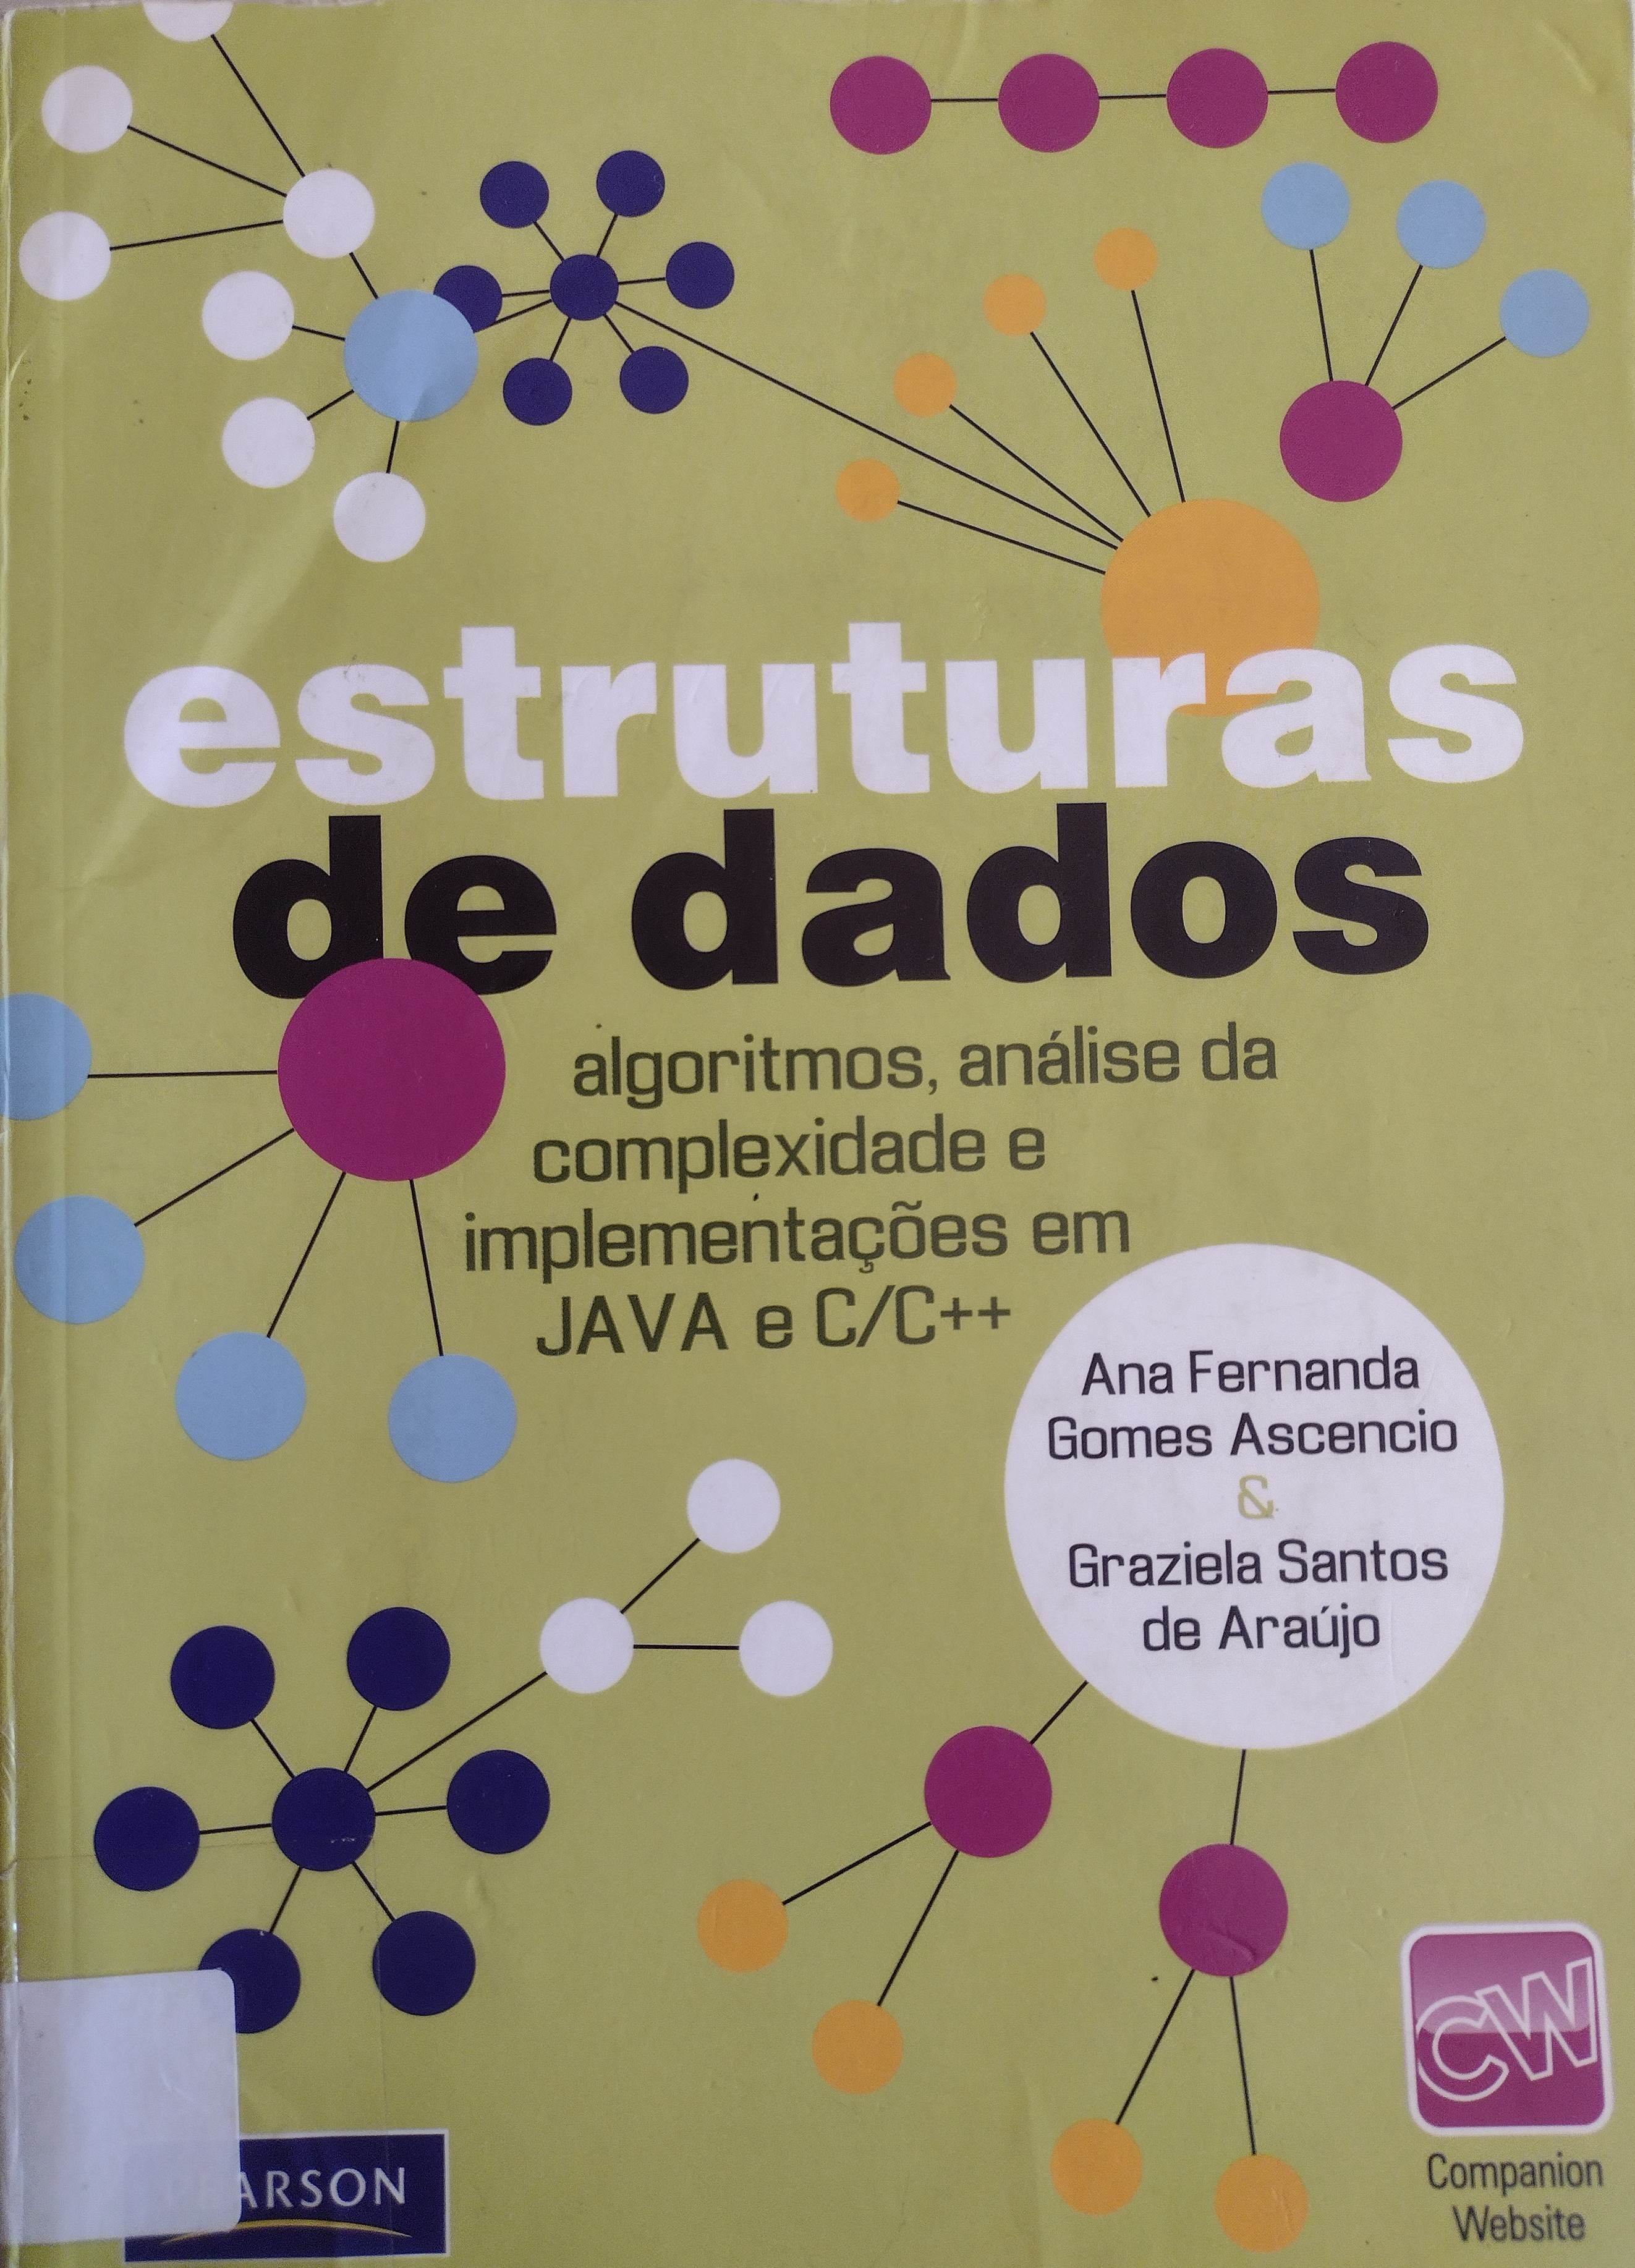 estruturas
de dados
algoritmos, análise da
complexidade e
implementações em
JAVA e C/C++
Ana Fernanda
Gomes Ascencio
&
Graziela Santos
de Araújo
CW
Companion
Website
PEARSON